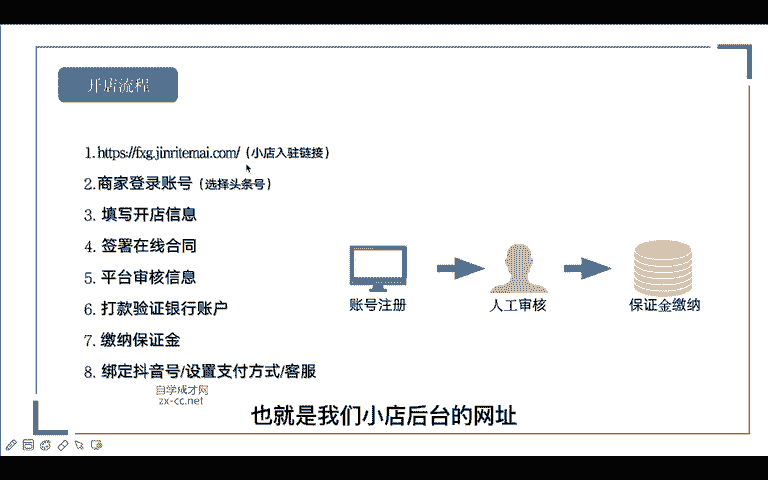 开店流程
1. https://fxg.jinritemai.com/ (小店入驻链接)
2.商家登录账号 (选择头条号)
3. 填写开店信息
4. 签署在线合同
5. 平台审核信息
6. 打款验证银行账户
7. 缴纳保证金
8. 绑定抖音号/设置支付方式/客服
账号注册
人工审核
保证金缴纳
自学成才网
zx-cc.net
也就是我们小店后台的网址